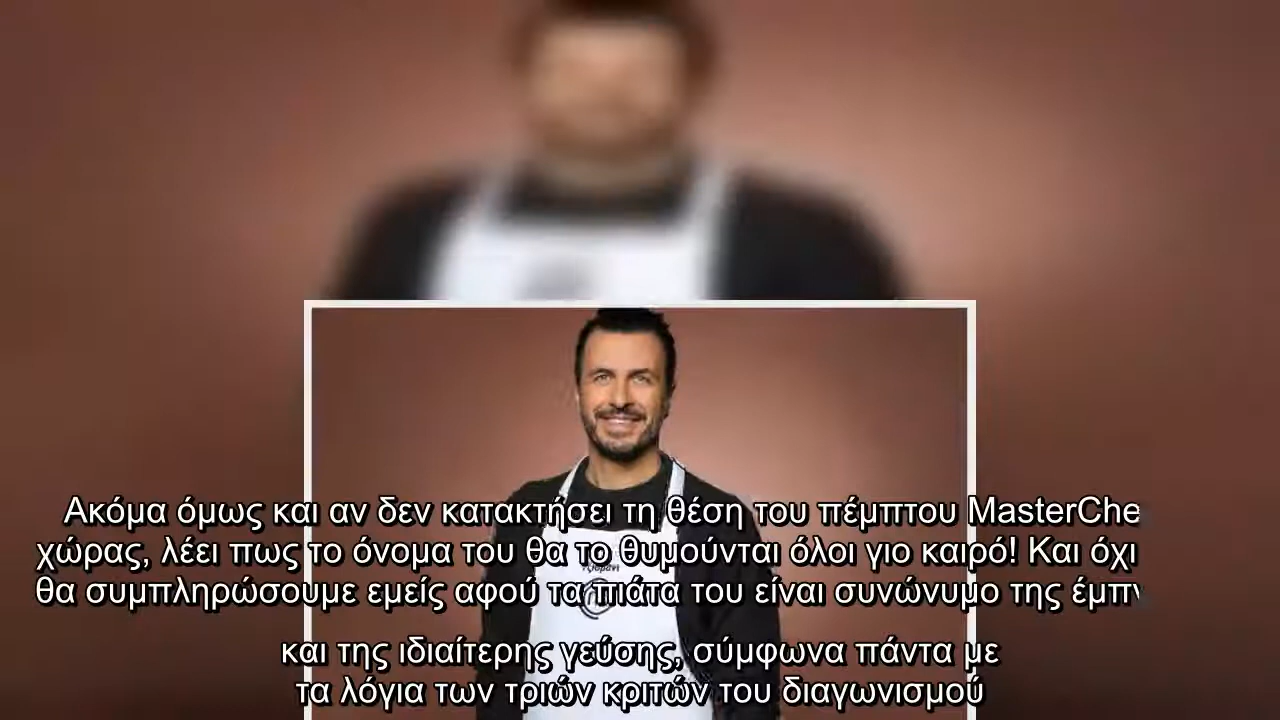 Ακόμα όμως και αν δεν κατακτήσει τη θέση του πέμπτου MasterChe
χώρας, λέει πως το όνομα του θα το θυμούνται όλοι γιο καιρό! Και όχι
θα συμπληρώσουμε εμείς αφού τα πιάτα του είναι συνώνυμο της έμπν
και της ιδιαίτερης γεύσης, σύμφωνα πάντα με
τα λόγια των τριών κριτών του διαγωνισμού